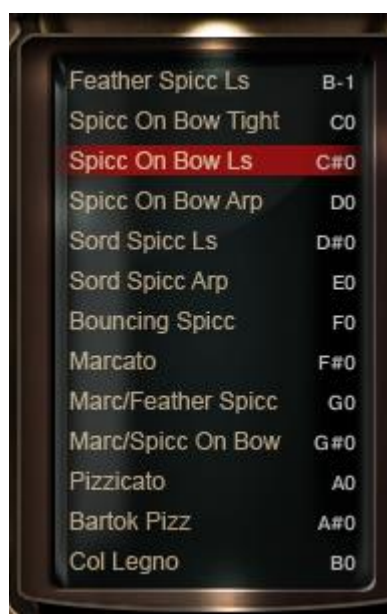 Feather Spicc Ls B-1
Spicc On Bow Tight C0
Spicc On Bow Ls C#0
Spicc On Bow Arp D0
Sord Spicc Ls D#0
Sord Spicc Arp E0
Bouncing Spicc F0
Marcato F#0
Marc/Feather Spicc G0
Marc/Spicc On Bow G#0
Pizzicato A0
Bartok Pizz A#0
Col Legno B0